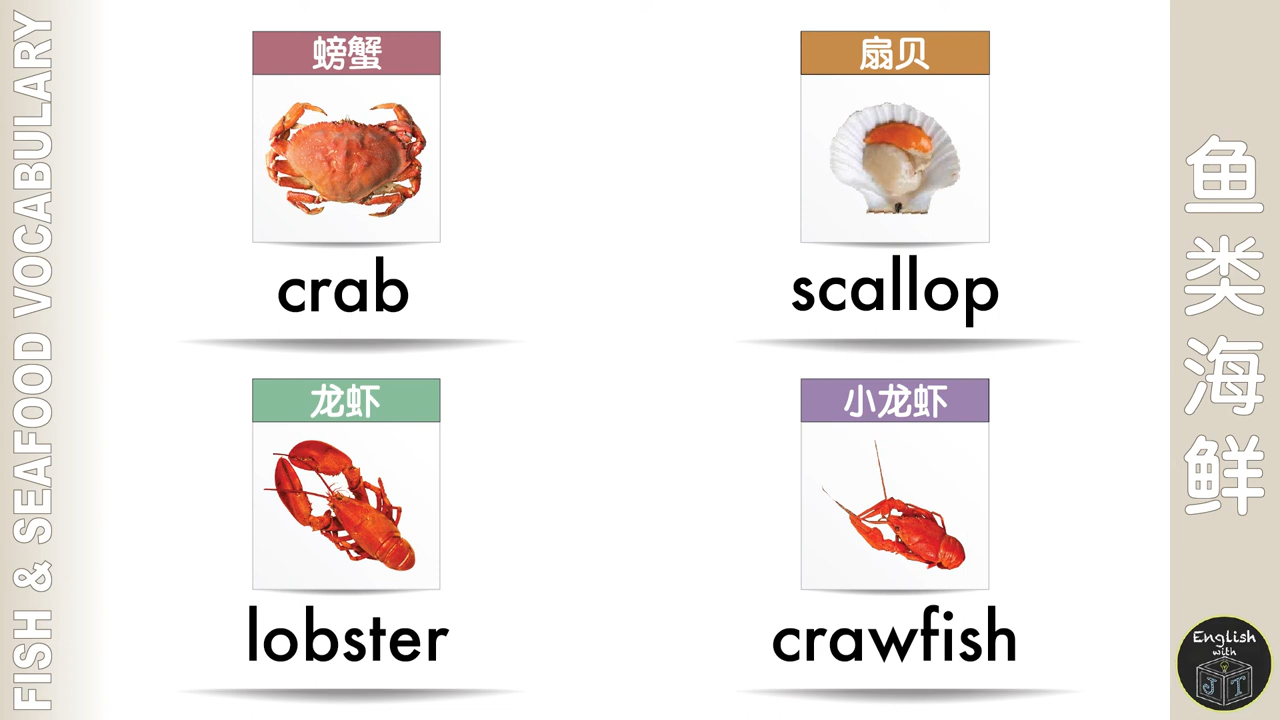 FISH & SEAFOOD VOCABULARY
螃蟹
crab
扇贝
scallop
龙虾
lobster
小龙虾
crawfish
鱼类海鲜
English
with
JT